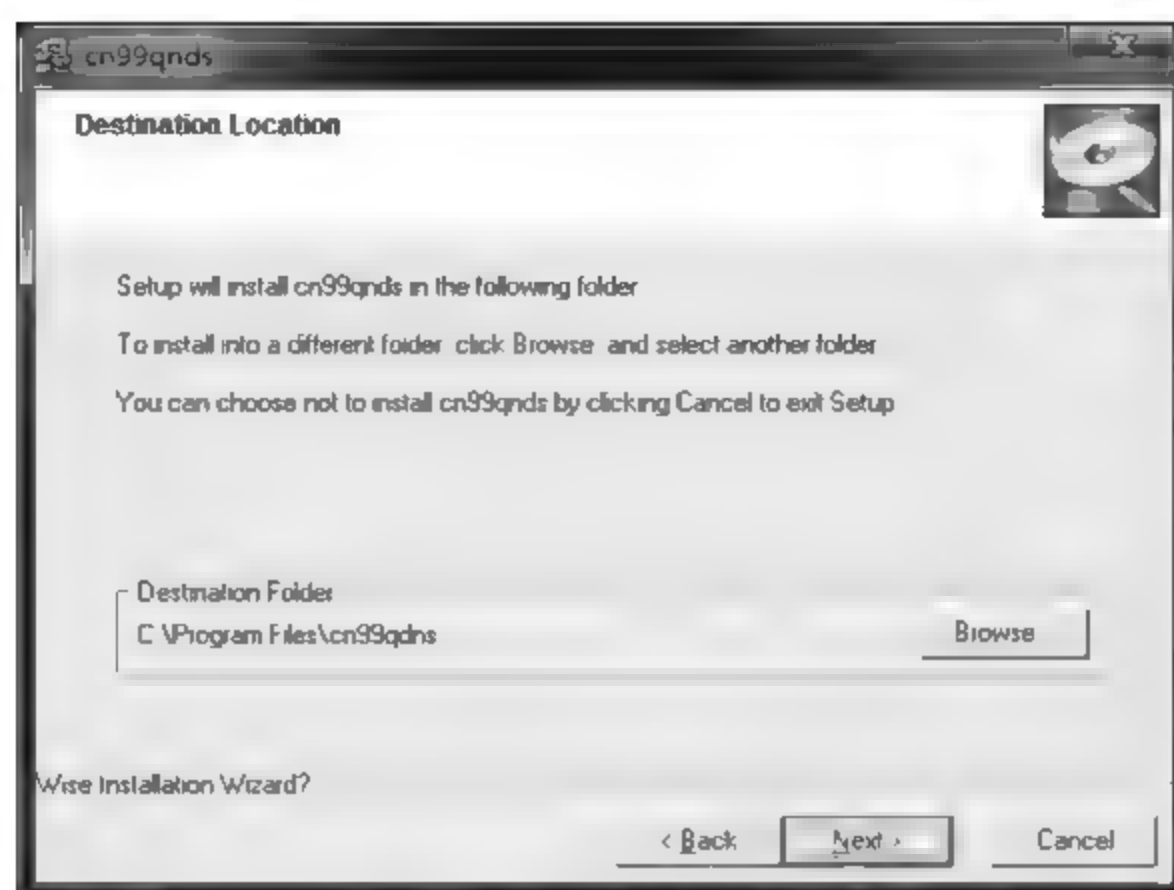 cn99qnds
Destination Location
Setup will install cn99qnds in the following folder
To install into a different folder click Browse and select another folder
You can choose not to install cn99qnds by clicking Cancel to exit Setup
Destination Folder
C:\Program Files\cn99qdns
Browse
Wise Installation Wizard?
< Back
Next >
Cancel